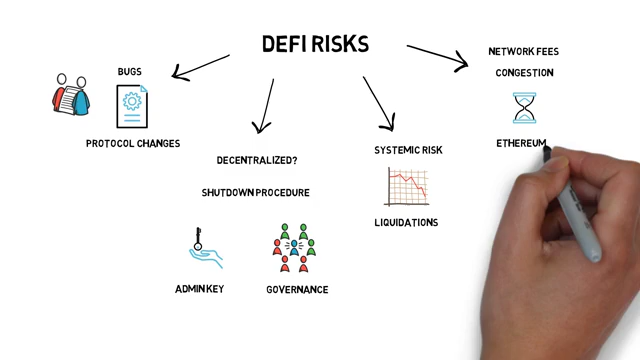 DEFI RISKS
BUGS
PROTOCOL CHANGES
DECENTRALIZED?
SHUTDOWN PROCEDURE
ADMIN KEY
GOVERNANCE
SYSTEMIC RISK
LIQUIDATIONS
NETWORK FEES
CONGESTION
ETHEREUM